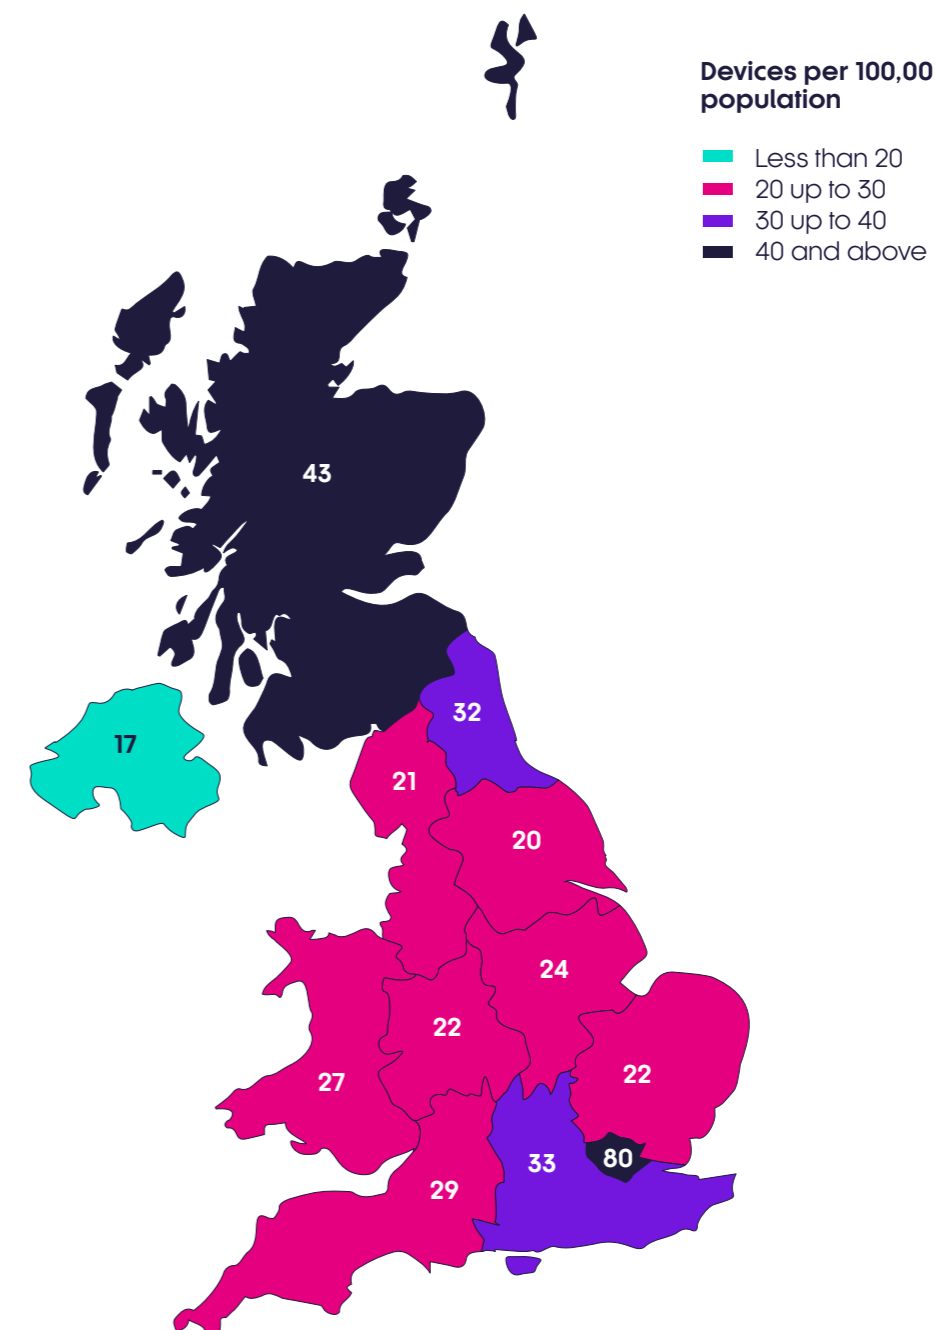 Devices per 100,00
population
Less than 20
20 up to 30
30 up to 40
40 and above
43
32
17
21
20
24
22
27
22
33
80
29